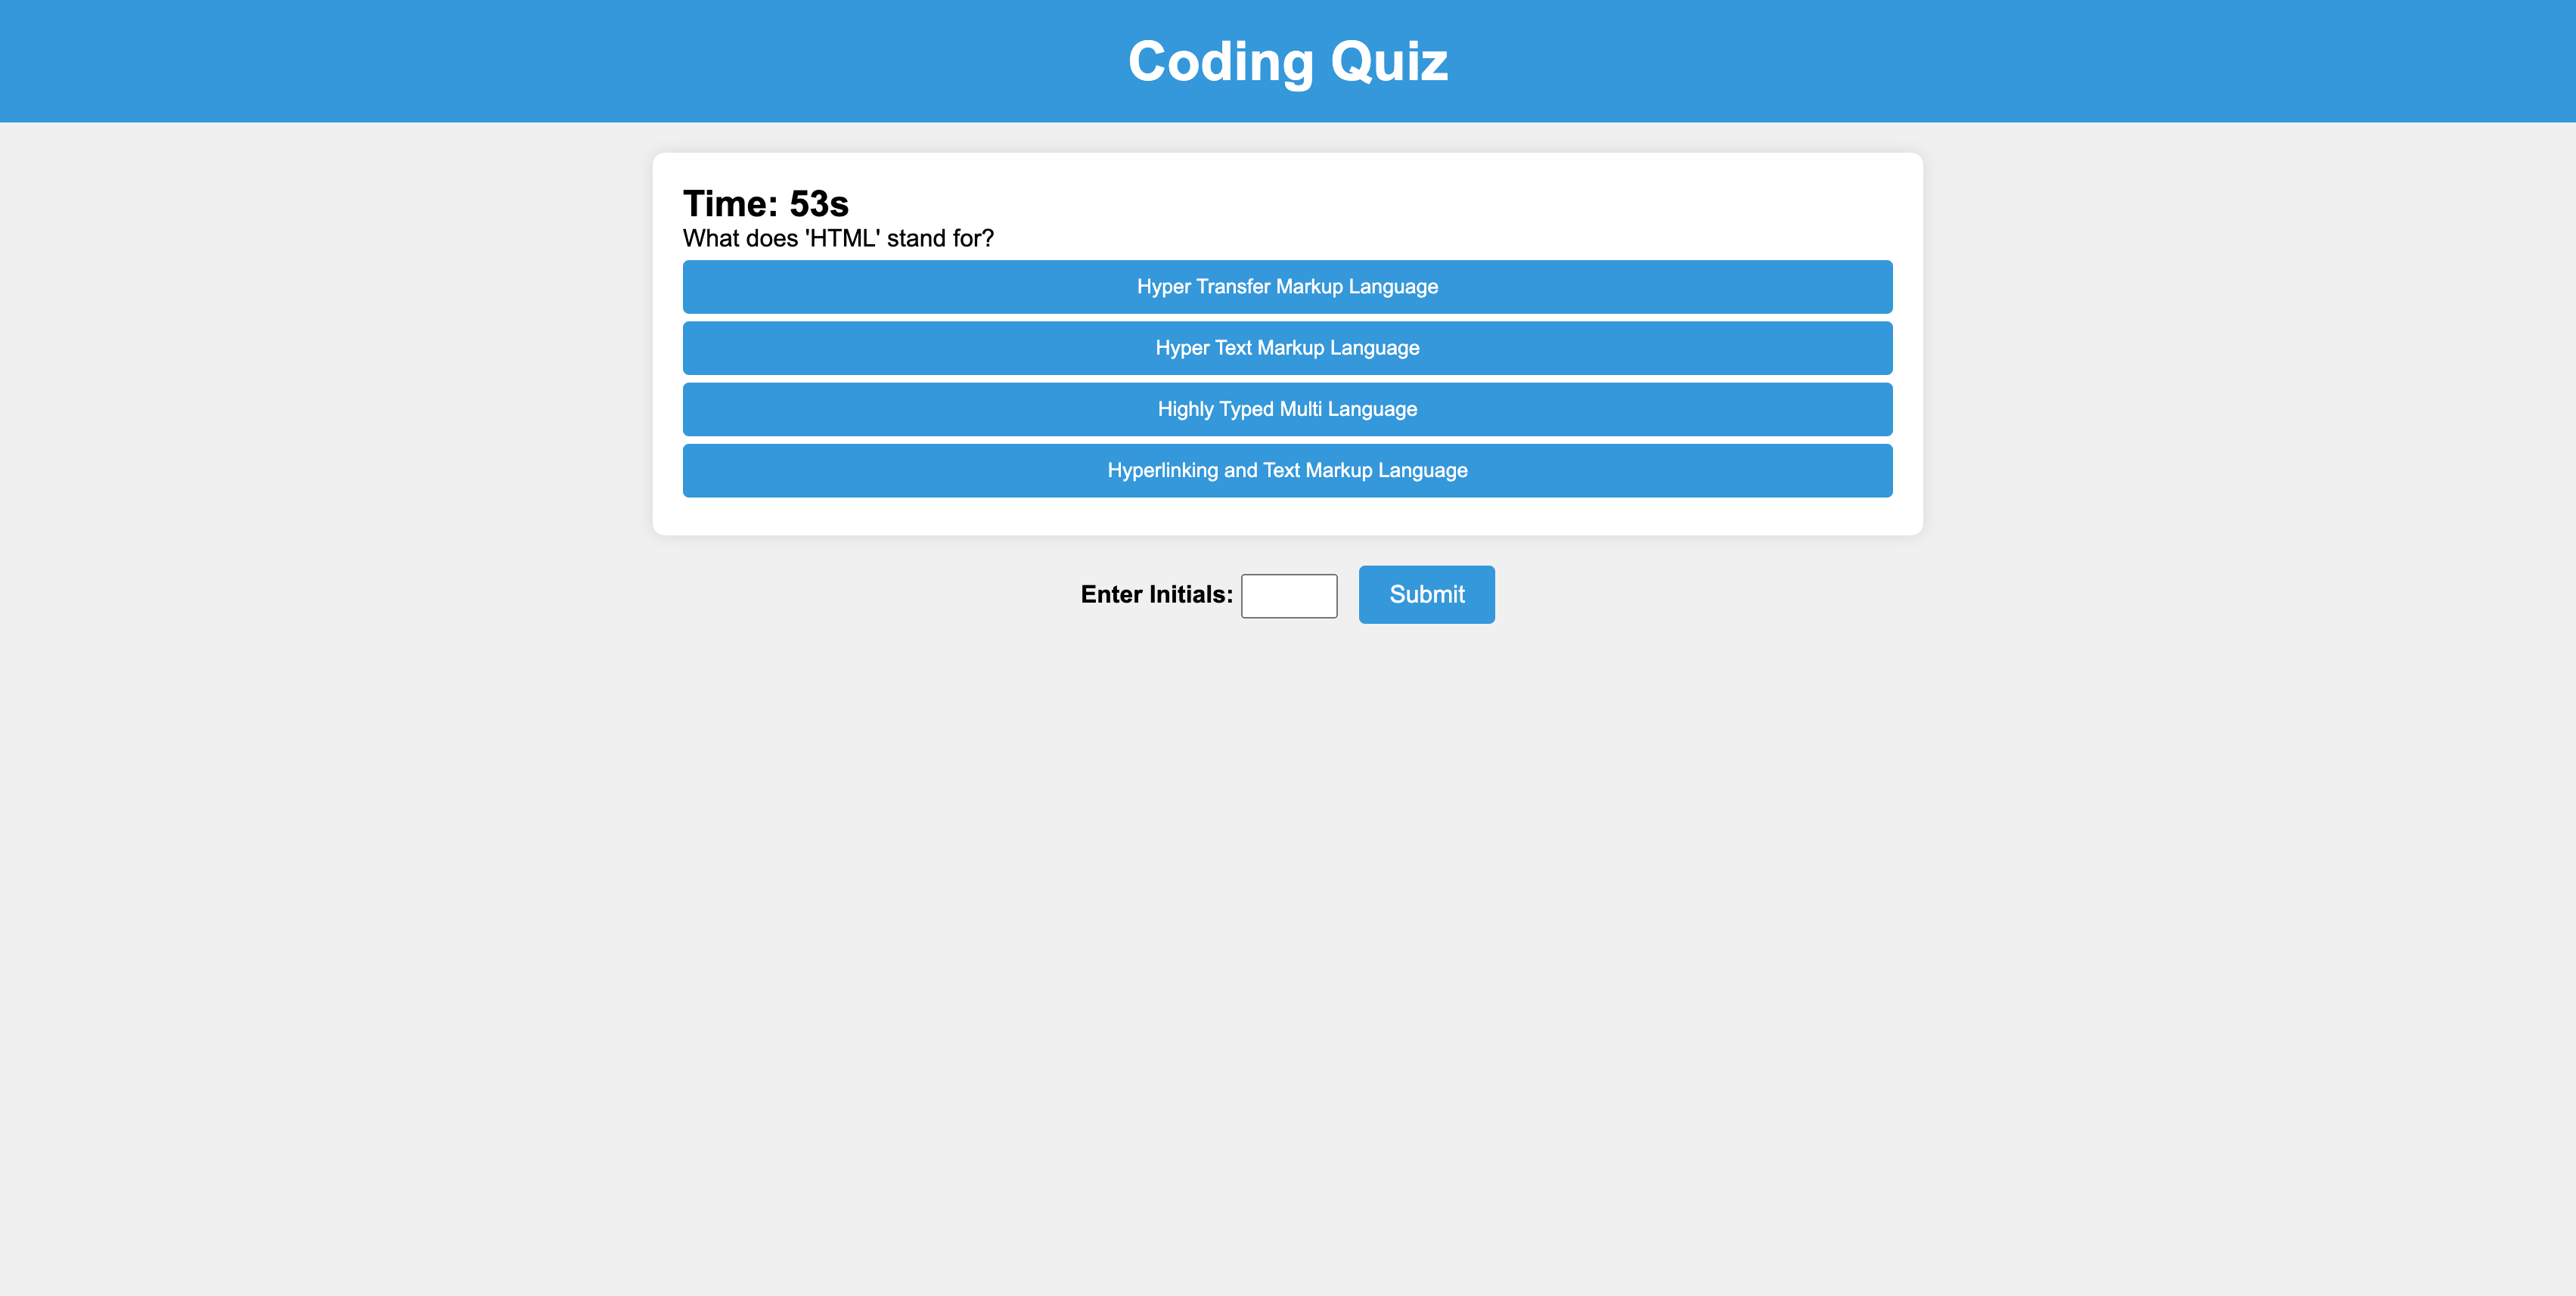 Coding Quiz
Time: 53s
What does 'HTML' stand for?
Hyper Transfer Markup Language
Hyper Text Markup Language
Highly Typed Multi Language
Hyperlinking and Text Markup Language
Enter Initials: Submit